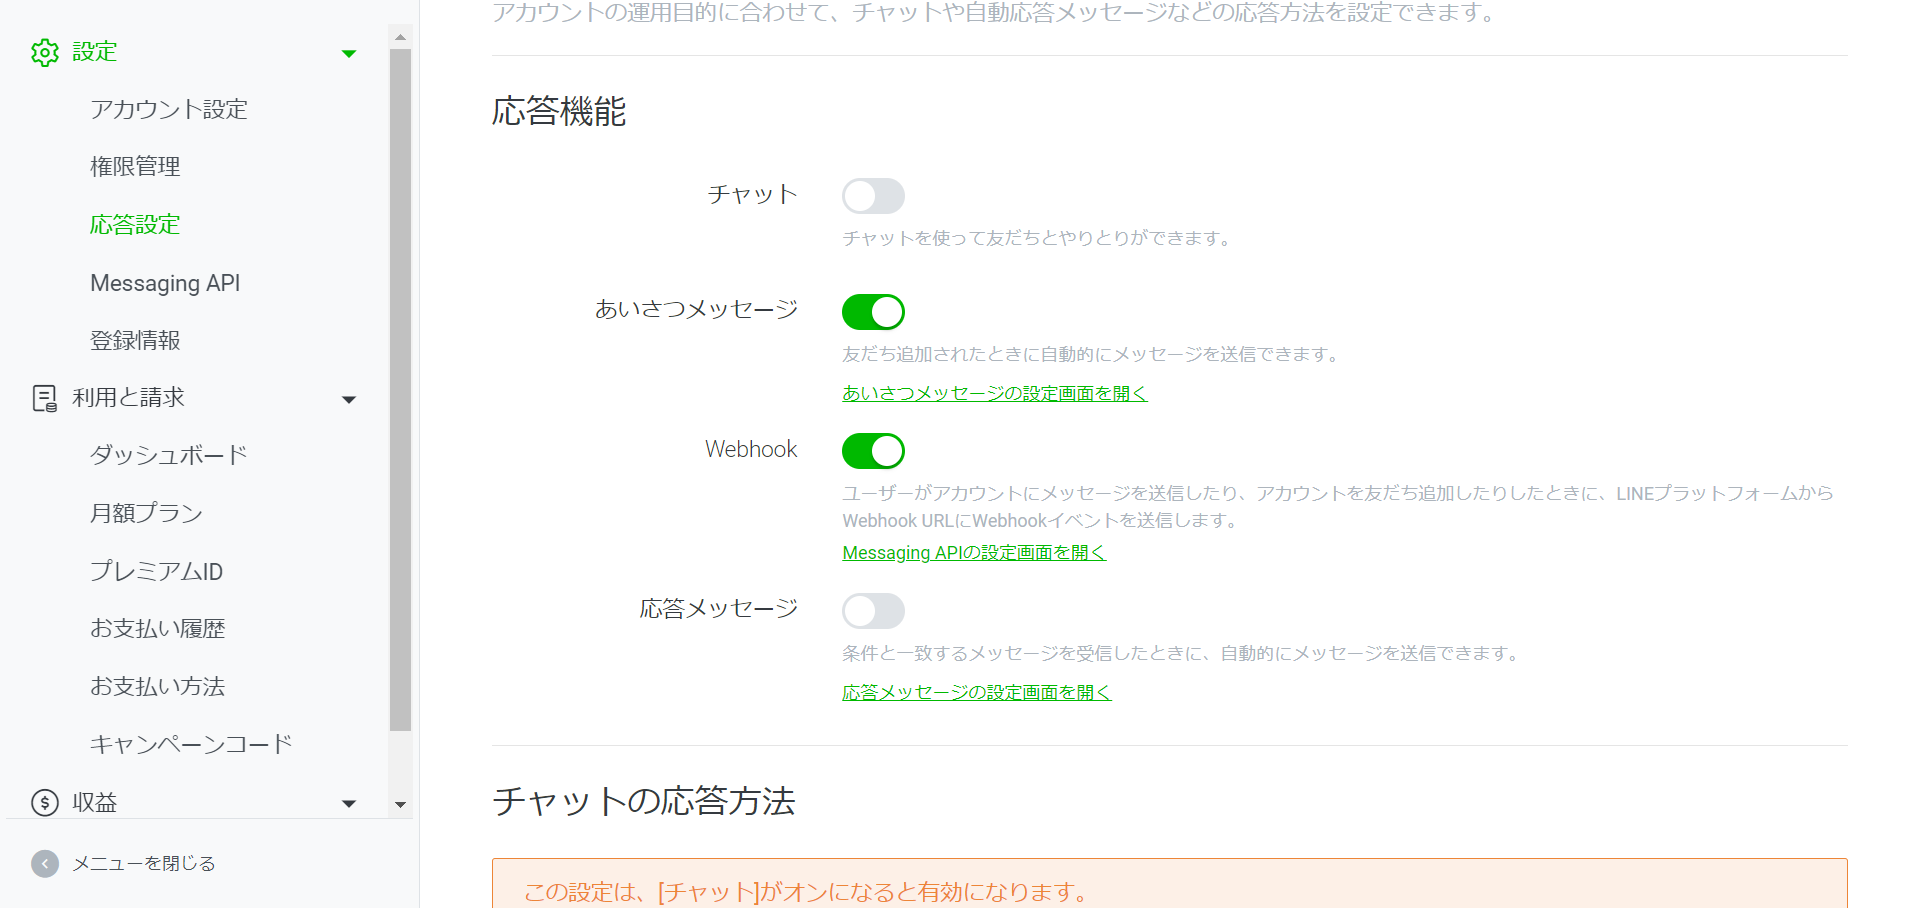 設定
アカウント設定
権限管理
応答設定
Messaging API
登録情報
利用と請求
ダッシュボード
月額プラン
プレミアムID
お支払い履歴
お支払い方法
キャンペーンコード
収益
メニューを閉じる
アカウントの運用目的に合わせて、チャットや自動応答メッセージなどの応答方法を設定できます。
応答機能
チャット
チャットを使って友だちとやりとりができます。
あいさつメッセージ
友だち追加されたときに自動的にメッセージを送信できます。
あいさつメッセージの設定画面を開く
Webhook
ユーザーがアカウントにメッセージを送信したり、アカウントを友だち追加したりしたときに、LINEプラットフォームから
Webhook URLにWebhookイベントを送信します。
Messaging APIの設定画面を開く
応答メッセージ
条件と一致するメッセージを受信したときに、自動的にメッセージを送信できます。
応答メッセージの設定画面を開く
チャットの応答方法
この設定は、[チャット]がオンになると有効になります。